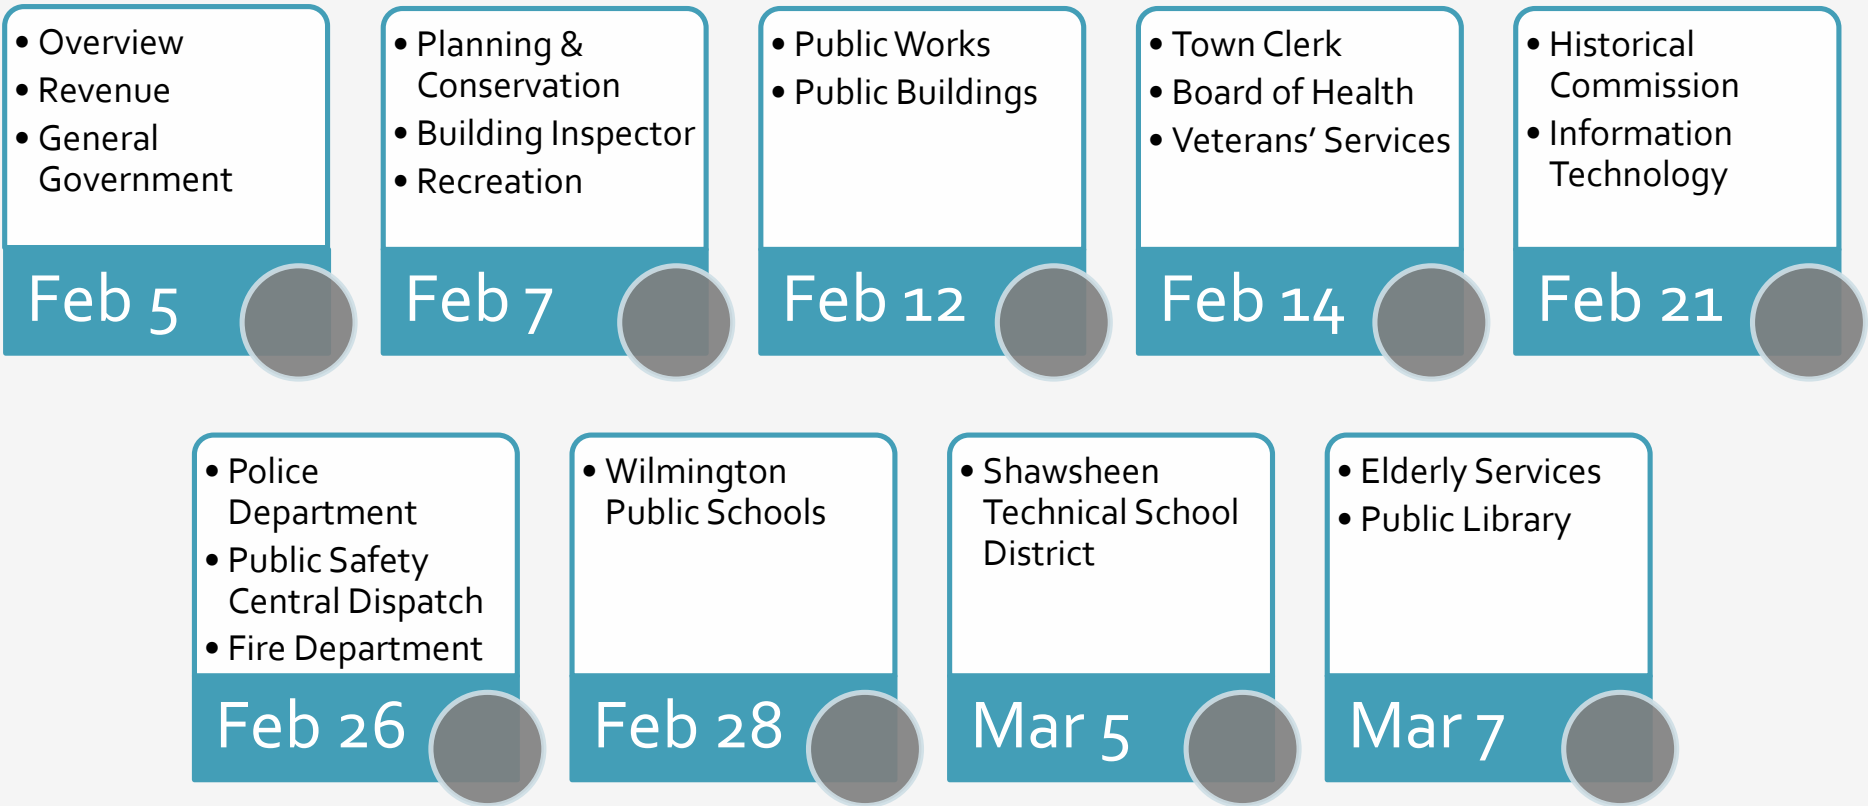 • Overview
• Revenue
• General
Government
Feb 5
• Planning &
Conservation
• Building Inspector
• Recreation
Feb 7
• Public Works
• Public Buildings
Feb 12
• Town Clerk
• Board of Health
• Veterans’ Services
Feb 14
• Historical
Commission
• Information
Technology
Feb 21
• Police
Department
• Public Safety
Central Dispatch
• Fire Department
Feb 26
• Wilmington
Public Schools
Feb 28
• Shawsheen
Technical School
District
Mar 5
• Elderly Services
• Public Library
Mar 7